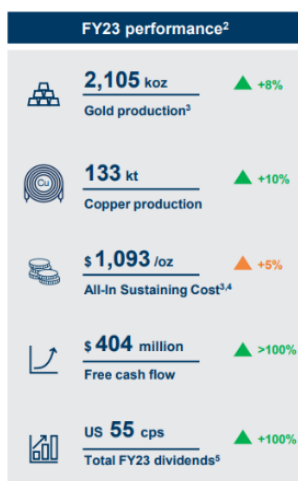 FY23 performance²
2,105 koz
+8%
Gold production³
Cu
133 kt
+10%
Copper production
$ 1,093 /oz
+5%
All-In Sustaining Cost³,⁴
$ 404 million
>100%
Free cash flow
US 55 cps
+100%
Total FY23 dividends⁵